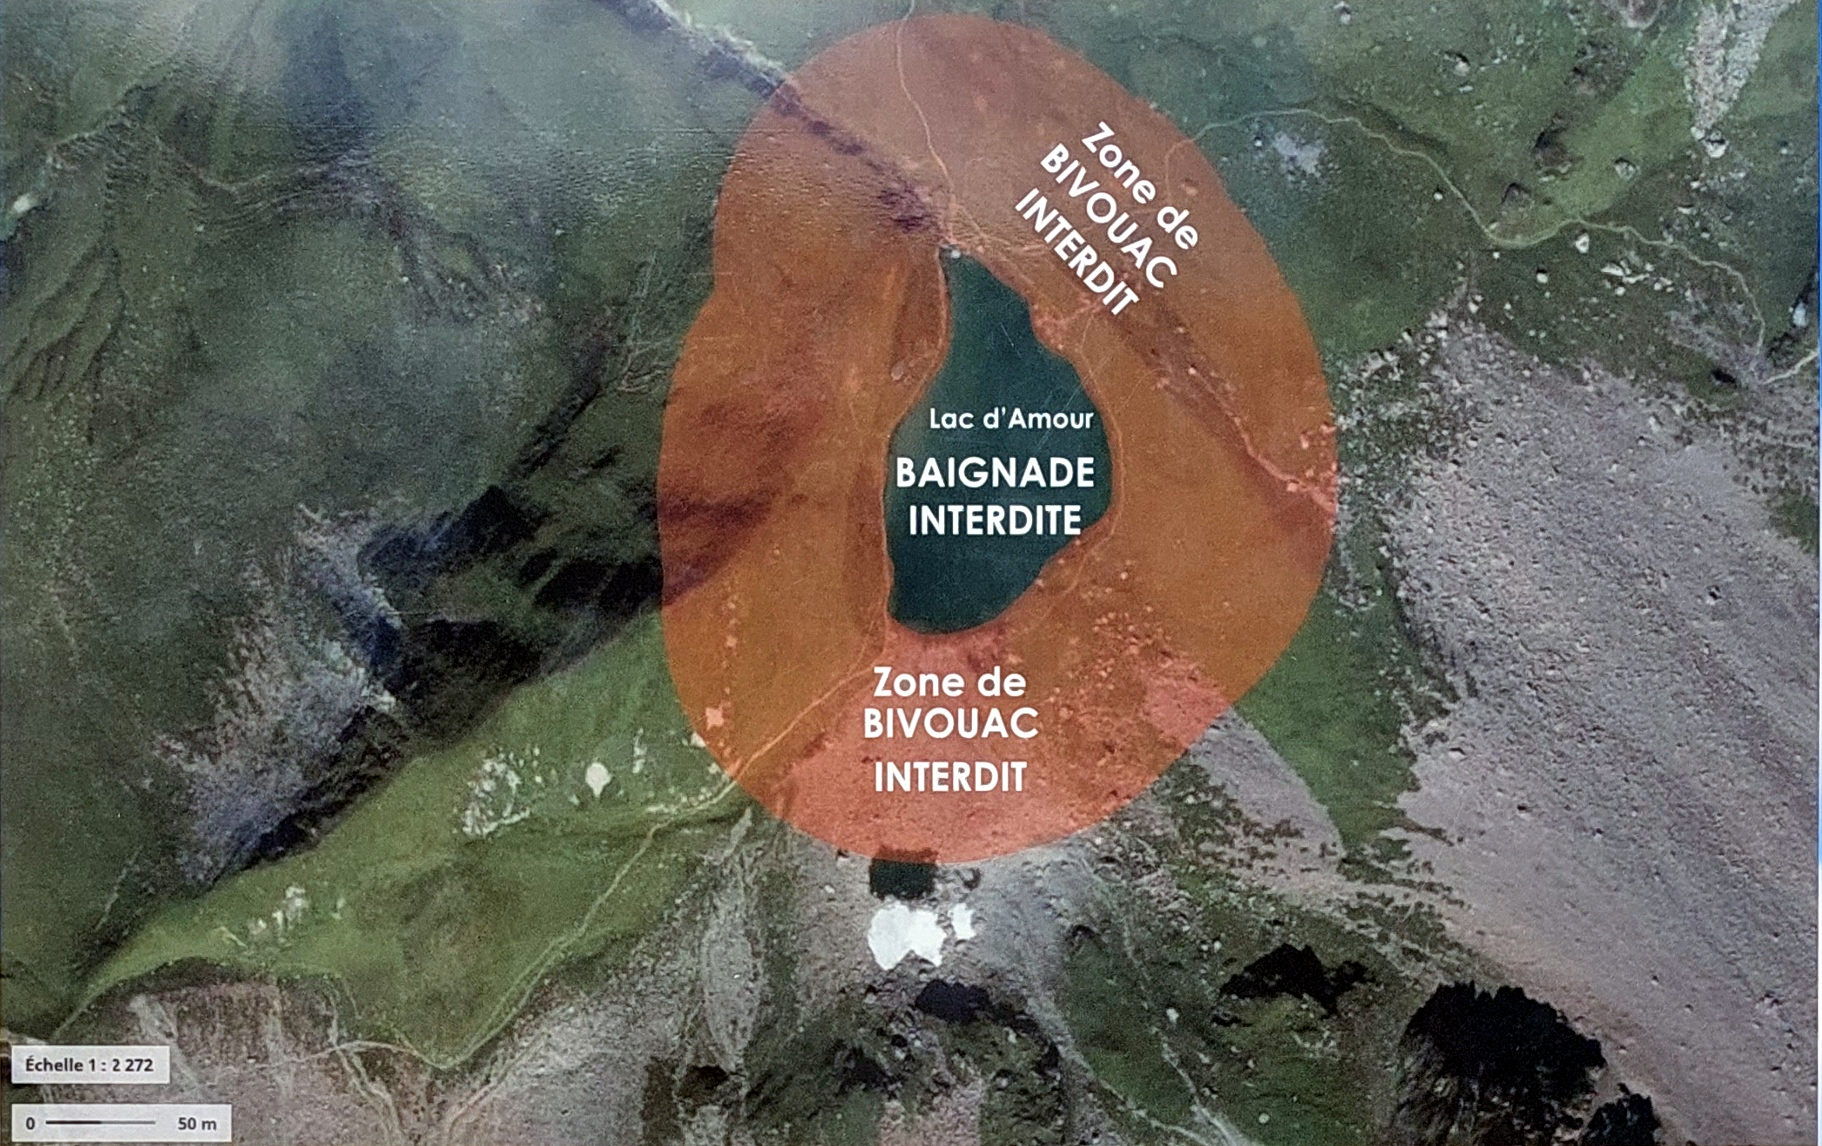 Zone de
BIVOUAC
INTERDIT
Lac d'Amour
BAIGNADE
INTERDITE
Zone de
BIVOUAC
INTERDIT
Échelle 1 : 2 272
0 50 m